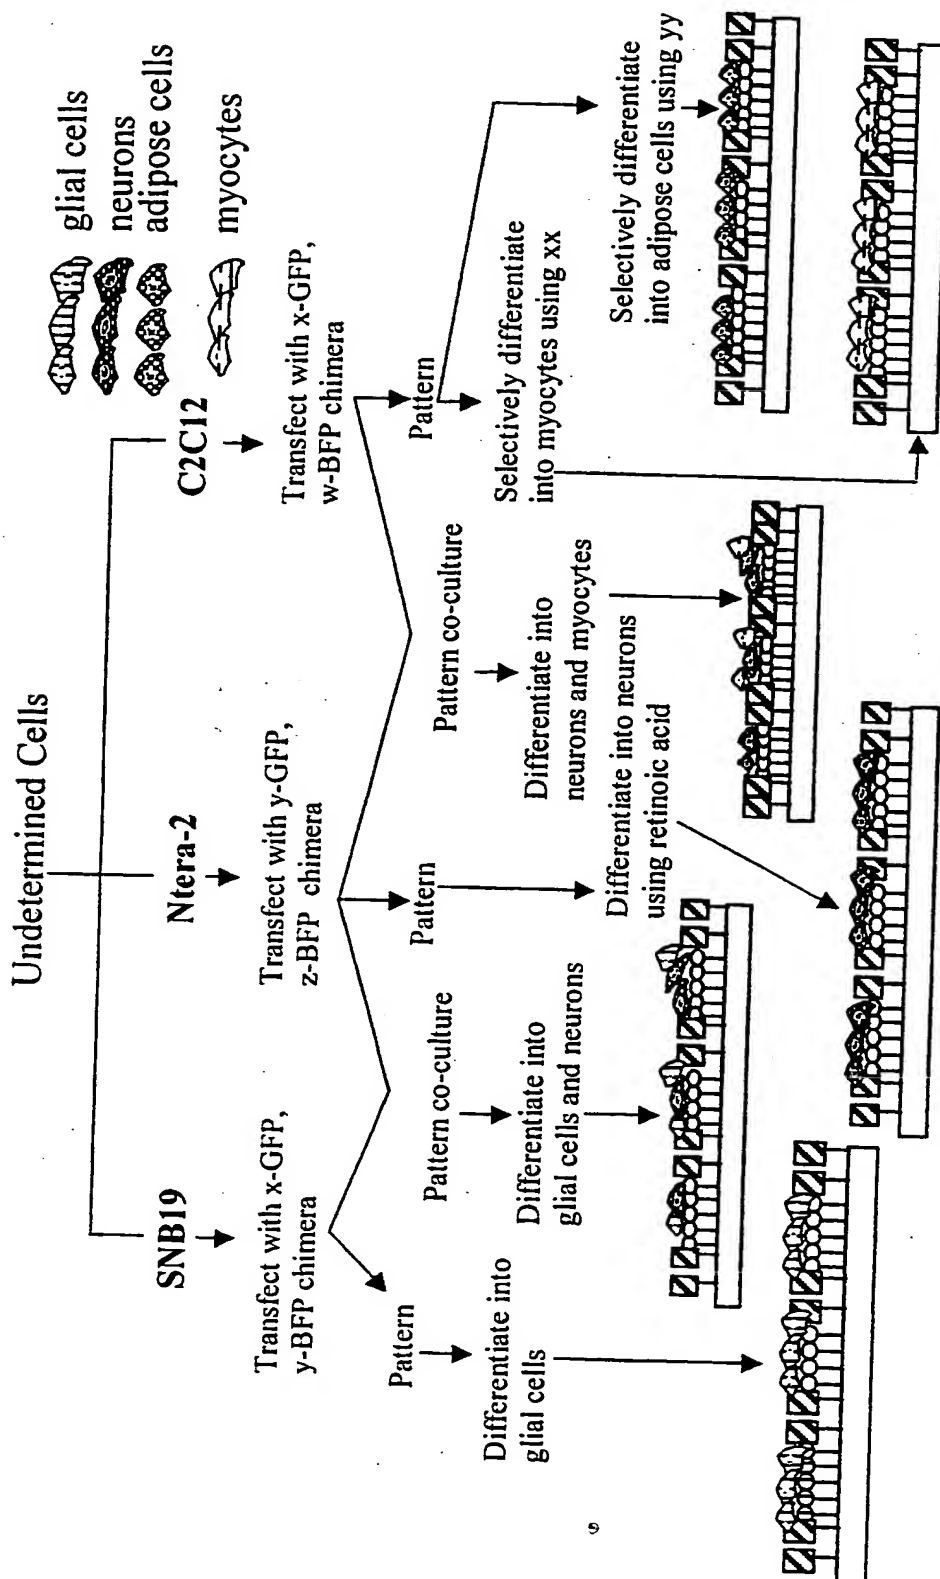 Undetermined Cells
glial cells
neurons
adipose cells
myocytes
SNB19
Ntera-2
C2C12
Transfect with x-GFP,
y-BFP chimera
Transfect with y-GFP,
z-BFP chimera
Transfect with x-GFP,
w-BFP chimera
Pattern
Pattern co-culture
Pattern
Pattern co-culture
Pattern
Differentiate into
glial cells
Differentiate into
glial cells and neurons
Differentiate into neurons
using retinoic acid
Differentiate into
neurons and myocytes
Selectively differentiate
into myocytes using xx
Selectively differentiate
into adipose cells using yy